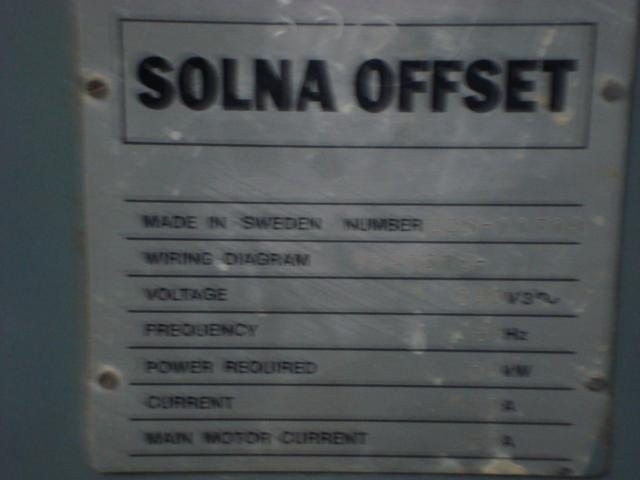 SOLNA OFFSET
MADE IN SWEDEN NUMBER
WIRING DIAGRAM
VOLTAGE V3~
FREQUENCY Hz
POWER REQUIRED kW
CURRENT A
MAIN MOTOR CURRENT A